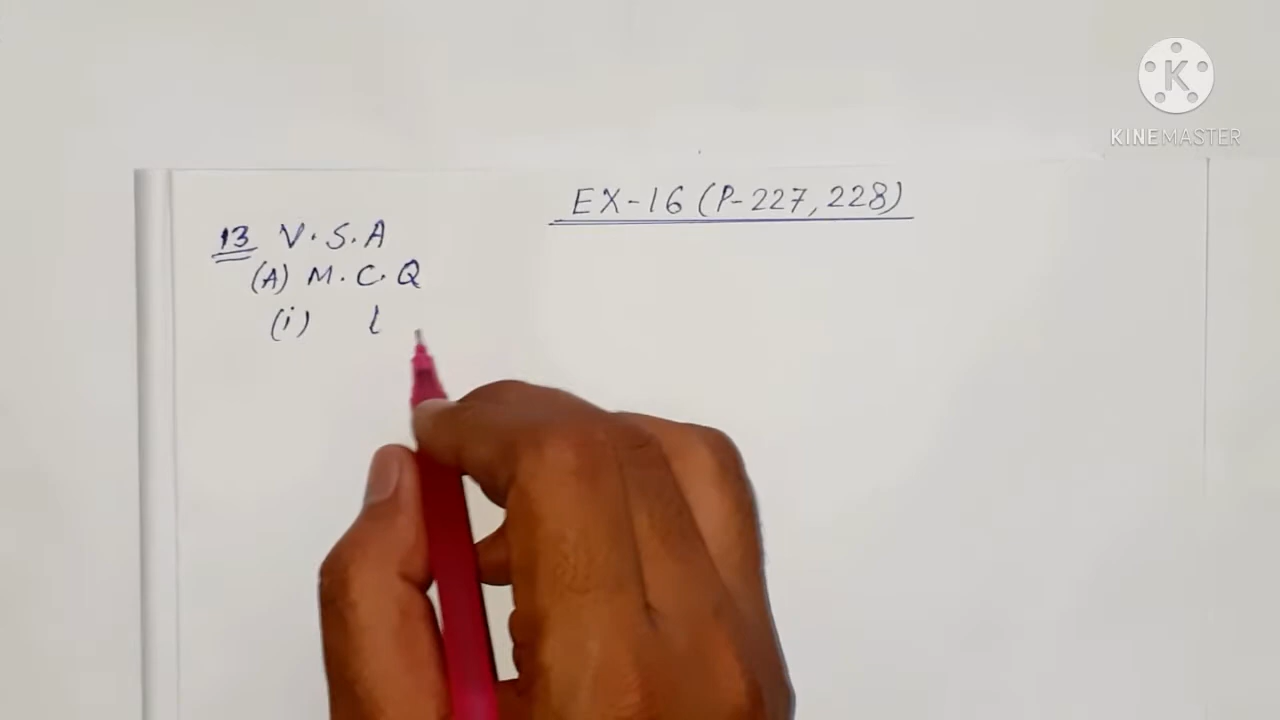 K
KINEMASTER
EX-16 (P-227, 228)
13 V.S.A
(A) M.C.Q
(i) l